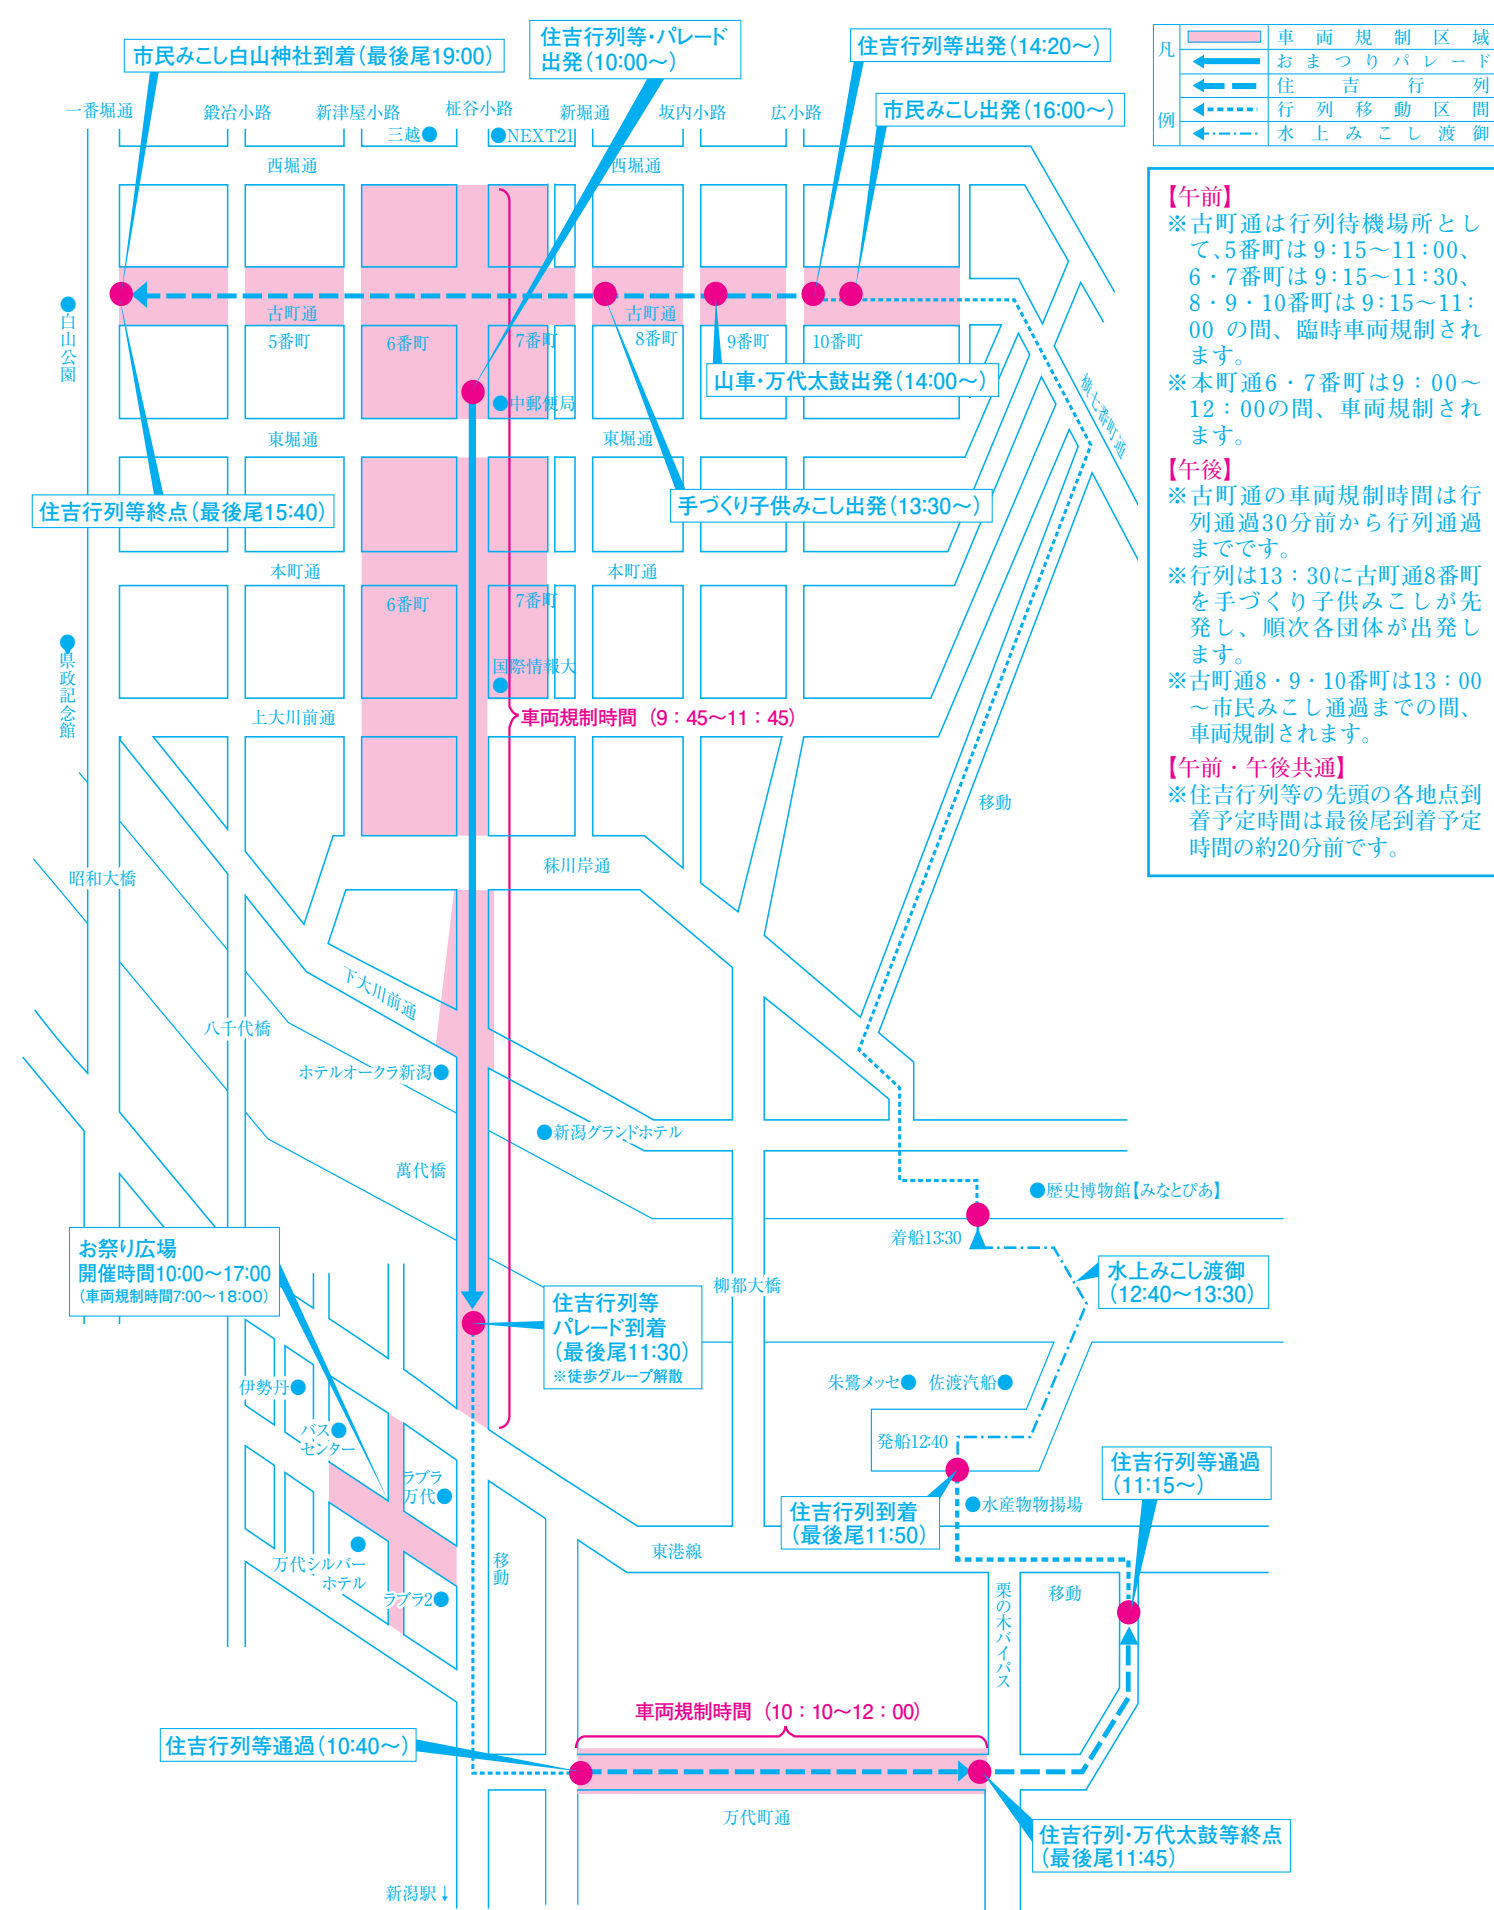 市民みこし白山神社到着(最後尾19:00)
住吉行列等・パレード
出発(10:00〜)
住吉行列等出発(14:20〜)
市民みこし出発(16:00〜)
凡例
車両規制区域
おまつりパレード
住吉行列
行列移動区間
水上みこし渡御
一番堀通
鍛冶小路
新津屋小路
柾谷小路
新堀通
坂内小路
広小路
三越
NEXT21
西堀通
西堀通
【午前】
※古町通は行列待機場所とし
て、5番町は9:15〜11:00、
6・7番町は9:15〜11:30、
8・9・10番町は9:15〜11:
00 の間、臨時車両規制され
ます。
※本町通6・7番町は9:00〜
12:00の間、車両規制され
ます。
【午後】
※古町通の車両規制時間は行
列通過30分前から行列通過
までです。
※行列は13:30に古町通8番町
を手づくり子供みこしが先
発し、順次各団体が出発し
ます。
※古町通8・9・10番町は13:00
〜市民みこし通過までの間、
車両規制されます。
【午前・午後共通】
※住吉行列等の先頭の各地点到
着予定時間は最後尾到着予定
時間の約20分前です。
白山公園
古町通
古町通
5番町
6番町
7番町
8番町
9番町
10番町
山車・万代太鼓出発(14:00〜)
中郵便局
横七番町通
東堀通
東堀通
手づくり子供みこし出発(13:30〜)
住吉行列等終点(最後尾15:40)
本町通
本町通
6番町
7番町
県政記念館
国際情報大
上大川前通
車両規制時間(9:45〜11:45)
移動
昭和大橋
秣川岸通
下大川前通
八千代橋
ホテルオークラ新潟
新潟グランドホテル
萬代橋
歴史博物館【みなとぴあ】
着船13:30
お祭り広場
開催時間10:00〜17:00
(車両規制時間7:00〜18:00)
水上みこし渡御
(12:40〜13:30)
柳都大橋
住吉行列等
パレード到着
(最後尾11:30)
※徒歩グループ解散
伊勢丹
朱鷺メッセ
佐渡汽船
バス
センター
発船12:40
住吉行列等通過
(11:15〜)
ラブラ
万代
住吉行列到着
(最後尾11:50)
水産物物揚場
万代シルバー
ホテル
東港線
移動
ラブラ2
栗の木バイパス
移動
車両規制時間(10:10〜12:00)
住吉行列等通過(10:40〜)
万代町通
住吉行列・万代太鼓等終点
(最後尾11:45)
新潟駅↓